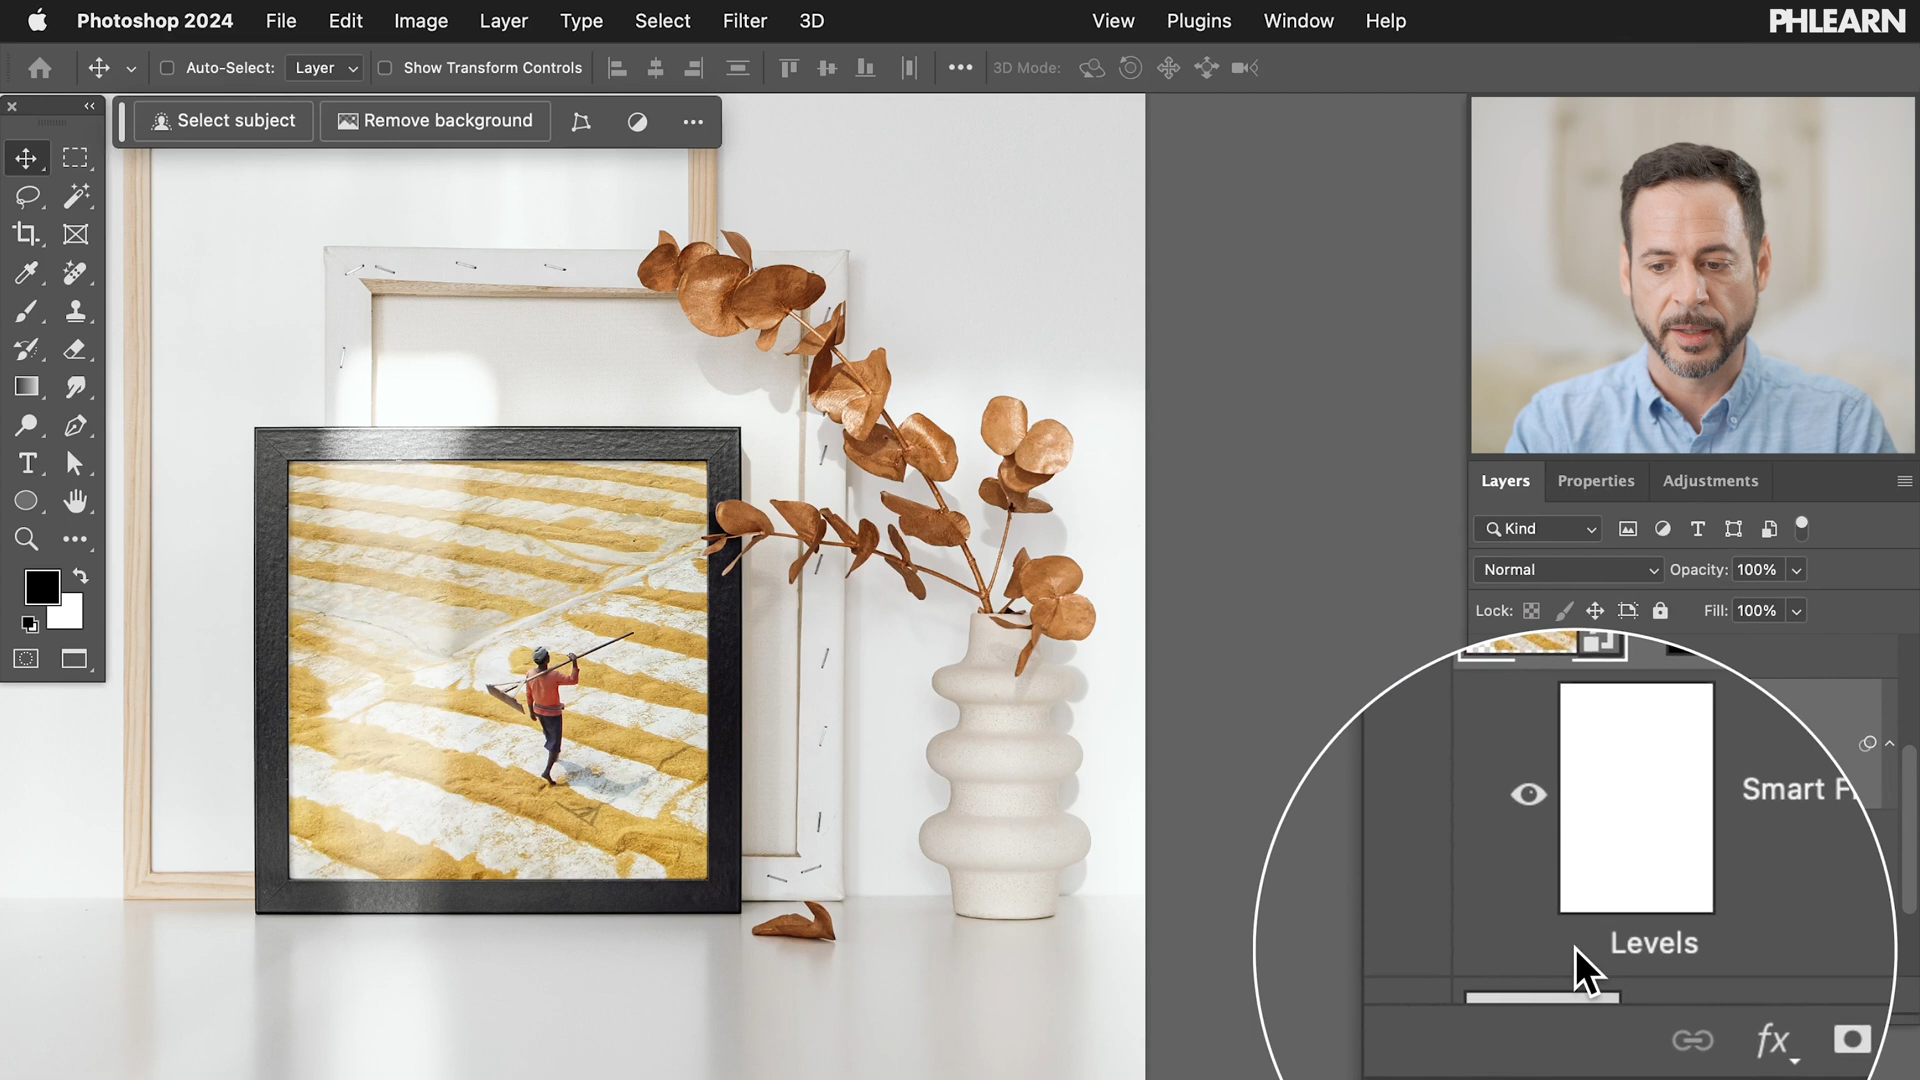 Photoshop 2024 File Edit Image Layer Type Select Filter 3D View Plugins Window Help PHLEARN
Auto-Select: Layer Show Transform Controls 3D Mode:
Select subject Remove background
Layers Properties Adjustments
Kind
Normal Opacity: 100%
Lock: Fill: 100%
Smart
Levels
fx